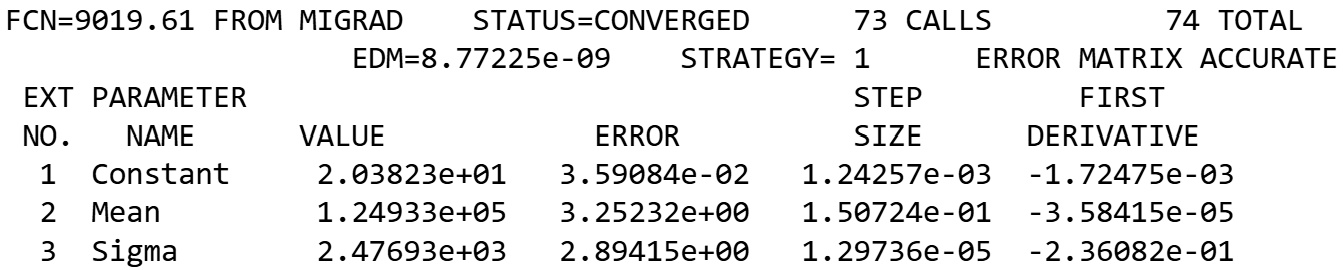 FCN=9019.61 FROM MIGRAD    STATUS=CONVERGED      73 CALLS          74 TOTAL
EDM=8.77225e-09    STRATEGY= 1      ERROR MATRIX ACCURATE
EXT PARAMETER                                   STEP         FIRST
NO.   NAME      VALUE            ERROR          SIZE      DERIVATIVE
1  Constant     2.03823e+01   3.59084e-02   1.24257e-03  -1.72475e-03
2  Mean         1.24933e+05   3.25232e+00   1.50724e-01  -3.58415e-05
3  Sigma        2.47693e+03   2.89415e+00   1.29736e-05  -2.36082e-01